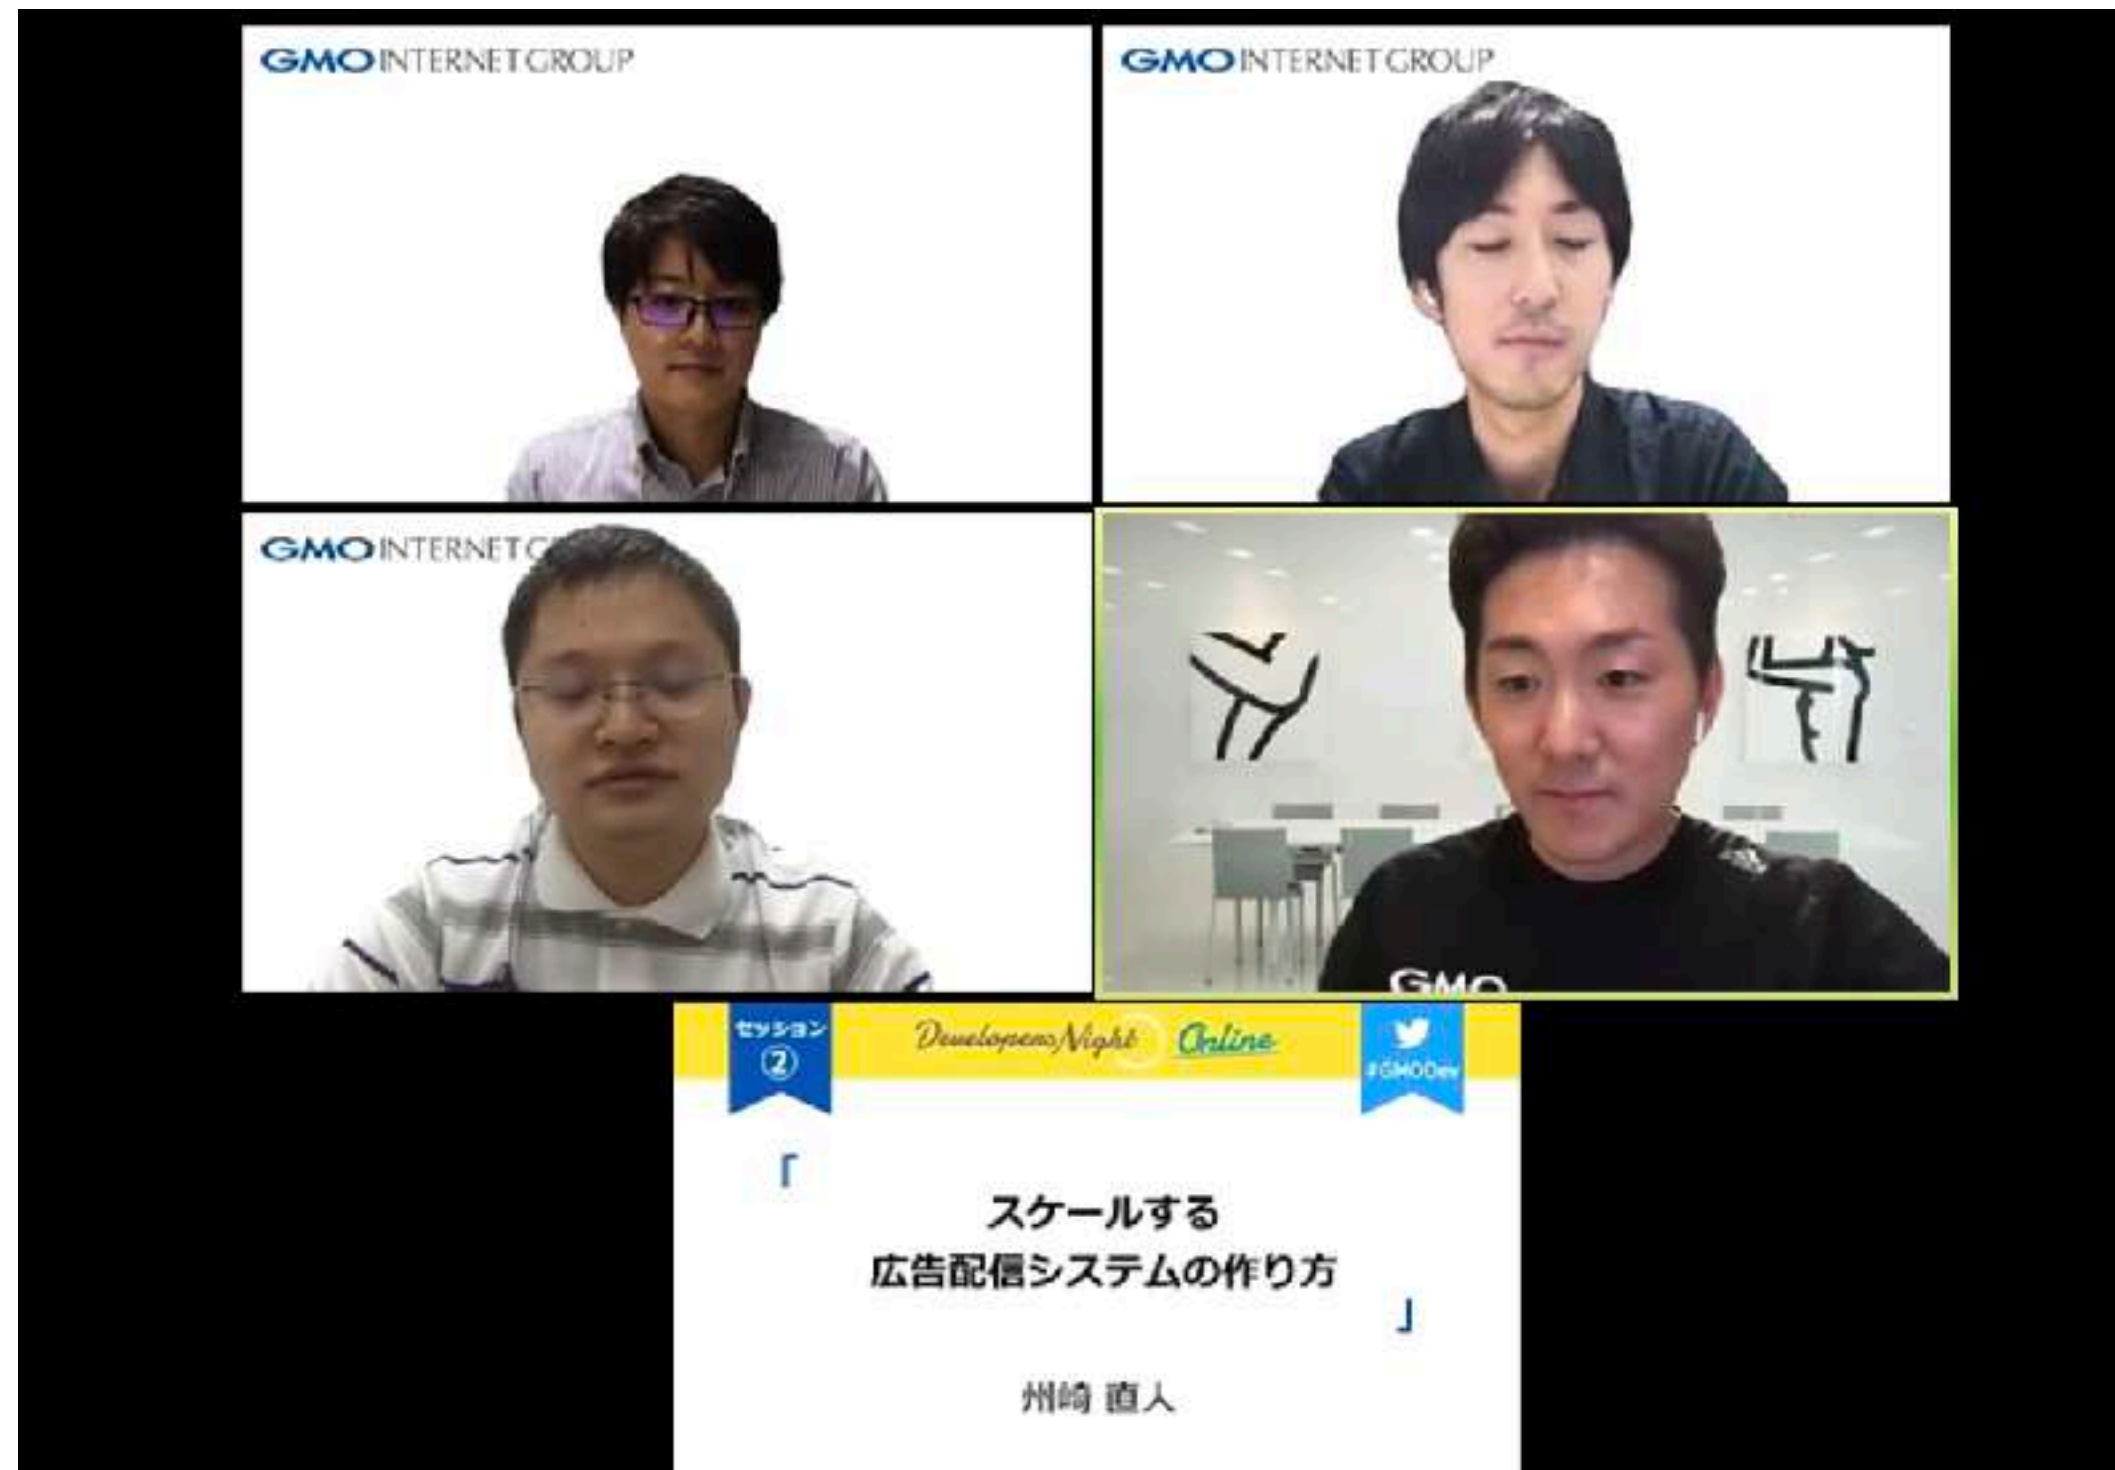 GMO INTERNET GROUP
GMO INTERNET GROUP
GMO INTERNET G
GMO
セッション
②
Developers Night Online
#GMODev
「
スケールする
広告配信システムの作り方
」
州崎 直人